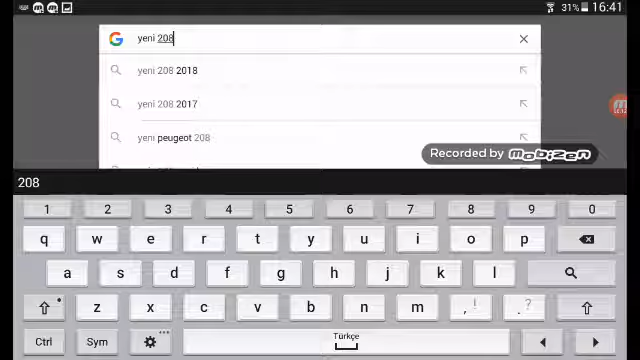 31% 16:41
yeni 208
yeni 208 2018
yeni 208 2017
yeni peugeot 208
Recorded by mobizen
208
1 2 3 4 5 6 7 8 9 0
q w e r t y u i o p
a s d f g h j k l
z x c v b n m , ! . ?
Ctrl Sym Türkçe